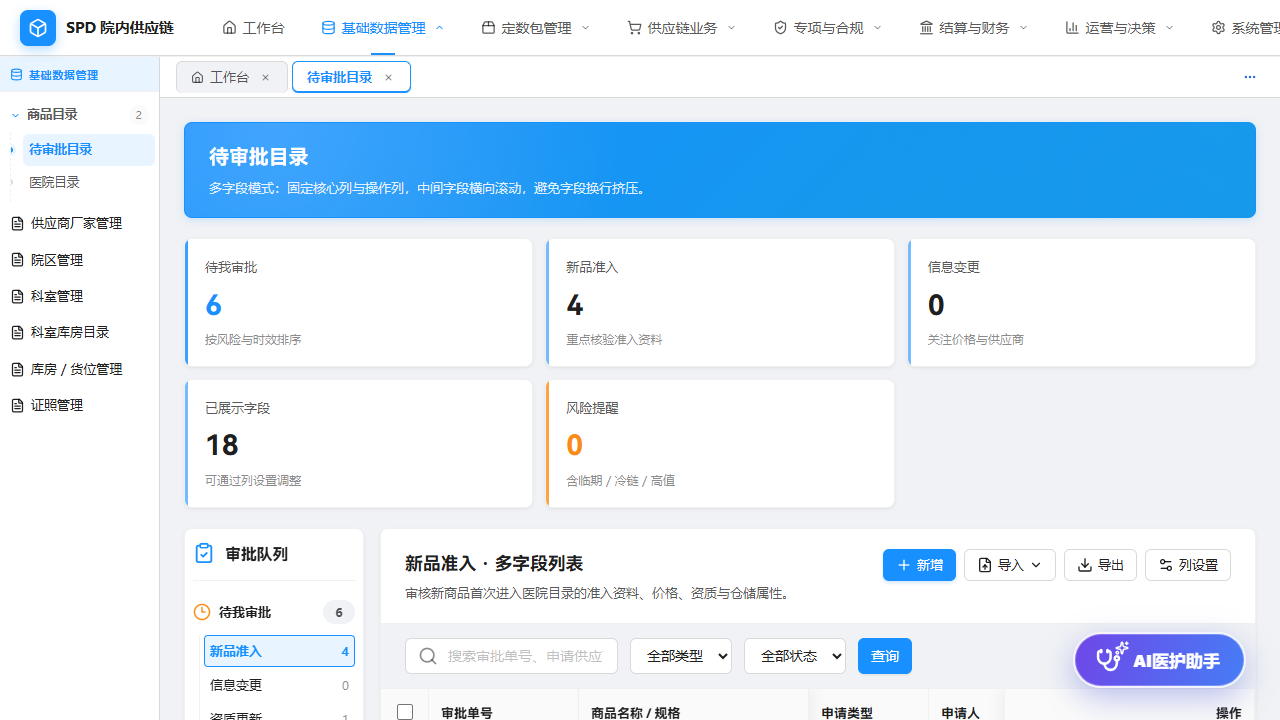 SPD 院内供应链
工作台
基础数据管理
定数包管理
供应链业务
专项与合规
结算与财务
运营与决策
系统管
基础数据管理
商品目录 2
待审批目录
医院目录
供应商厂家管理
院区管理
科室管理
科室库房目录
库房 / 货位管理
证照管理
工作台 ×
待审批目录 ×
待审批目录
多字段模式：固定核心列与操作列，中间字段横向滚动，避免字段换行挤压。
待我审批
6
按风险与时效排序
新品准入
4
重点核验准入资料
信息变更
0
关注价格与供应商
已展示字段
18
可通过列设置调整
风险提醒
0
含临期 / 冷链 / 高值
审批队列
待我审批 6
新品准入 4
信息变更 0
资质更新 1
新品准入 · 多字段列表
审核新商品首次进入医院目录的准入资料、价格、资质与仓储属性。
新增
导入
导出
列设置
搜索审批单号、申请供应
全部类型
全部状态
查询
AI医护助手
审批单号
商品名称 / 规格
申请类型
申请人
操作